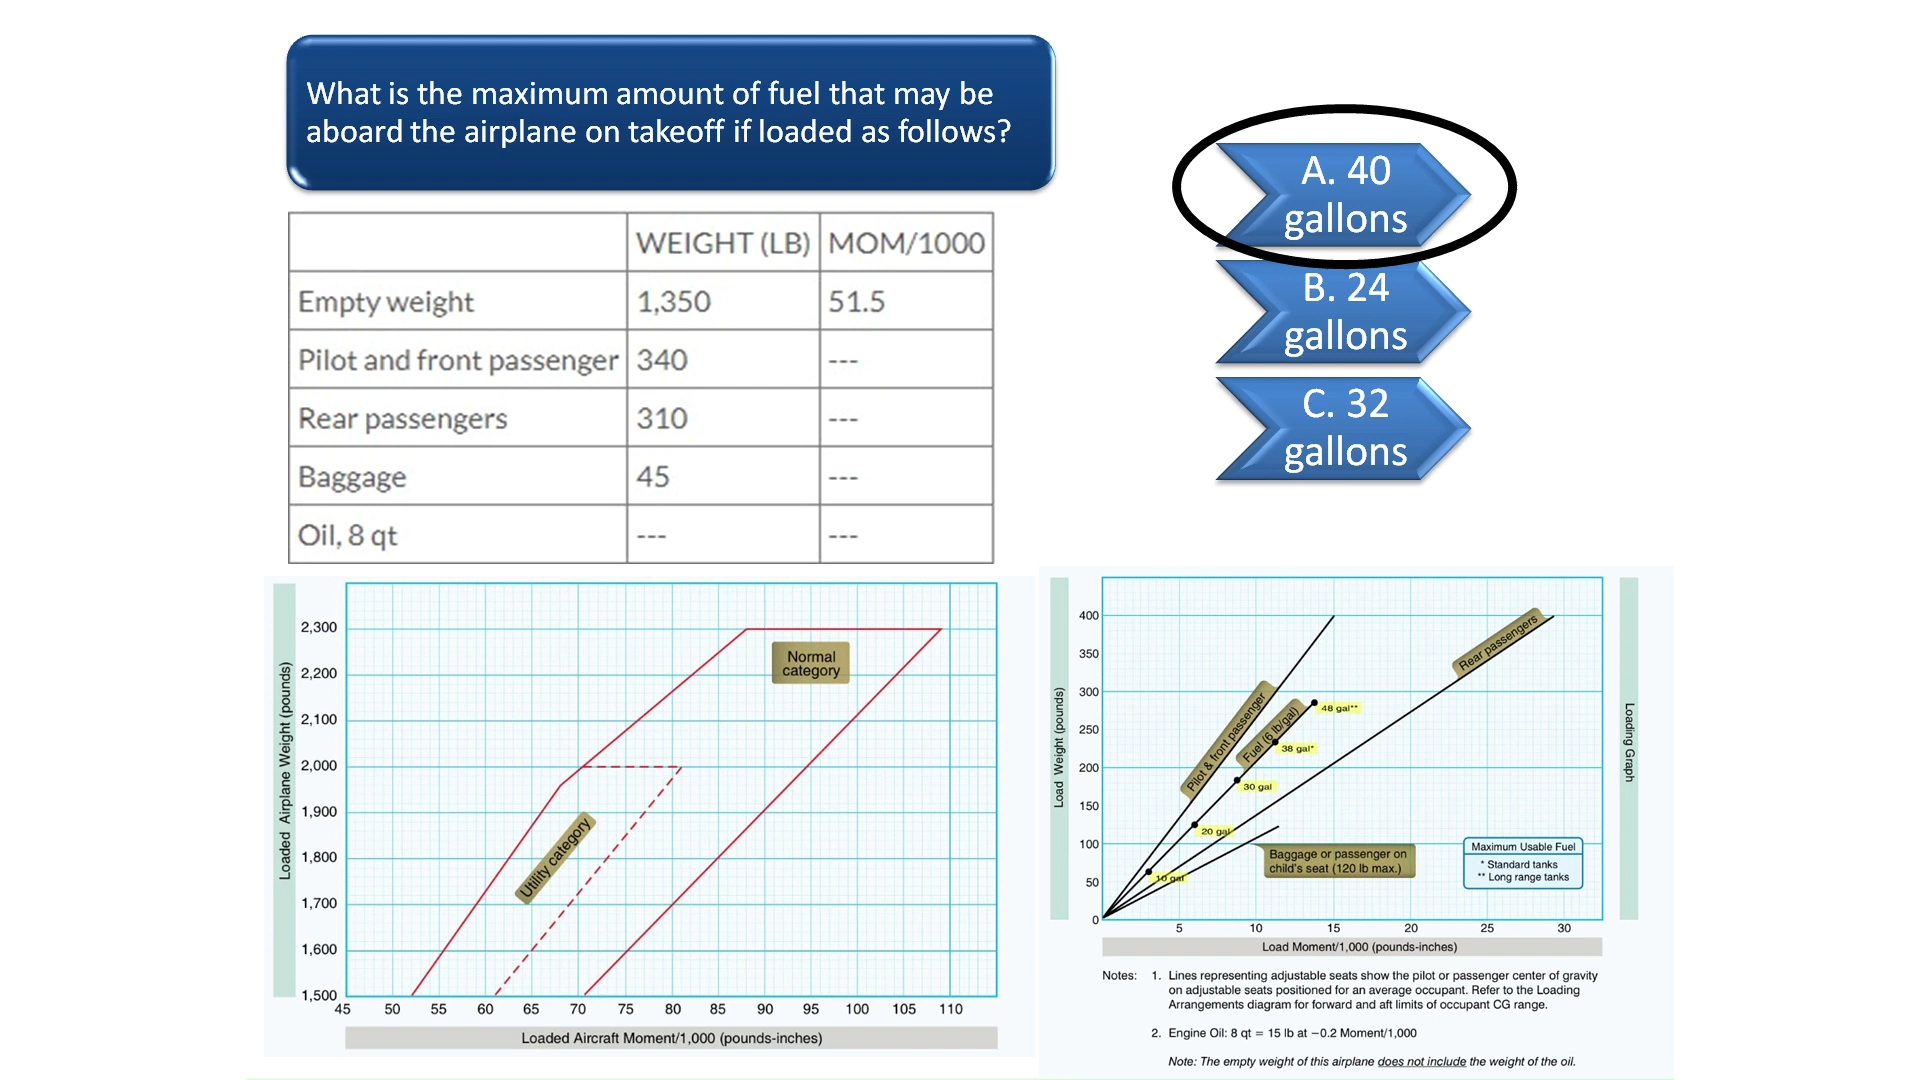 What is the maximum amount of fuel that may be
aboard the airplane on takeoff if loaded as follows?
A. 40
gallons
B. 24
gallons
C. 32
gallons
WEIGHT (LB) MOM/1000
Empty weight 1,350 51.5
Pilot and front passenger 340 ---
Rear passengers 310 ---
Baggage 45 ---
Oil, 8 qt --- ---
Loaded Airplane Weight (pounds)
2,300
2,200
2,100
2,000
1,900
1,800
1,700
1,600
1,500
Normal
category
Utility category
45 50 55 60 65 70 75 80 85 90 95 100 105 110
Loaded Aircraft Moment/1,000 (pounds-inches)
Load Weight (pounds)
400
350
300
250
200
150
100
50
0
Pilot & front passenger
Fuel (6 lb/gal)
Rear passengers
48 gal**
38 gal*
30 gal
20 gal
10 gal
Baggage or passenger on
child's seat (120 lb max.)
Maximum Usable Fuel
* Standard tanks
** Long range tanks
Loading Graph
5 10 15 20 25 30
Load Moment/1,000 (pounds-inches)
Notes: 1. Lines representing adjustable seats show the pilot or passenger center of gravity
on adjustable seats positioned for an average occupant. Refer to the Loading
Arrangements diagram for forward and aft limits of occupant CG range.
2. Engine Oil: 8 qt = 15 lb at −0.2 Moment/1,000
Note: The empty weight of this airplane does not include the weight of the oil.